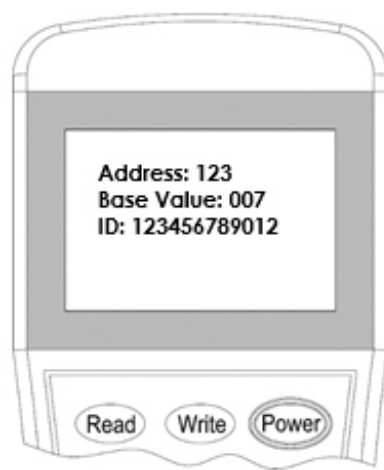 Address: 123
Base Value: 007
ID: 123456789012
Read Write Power